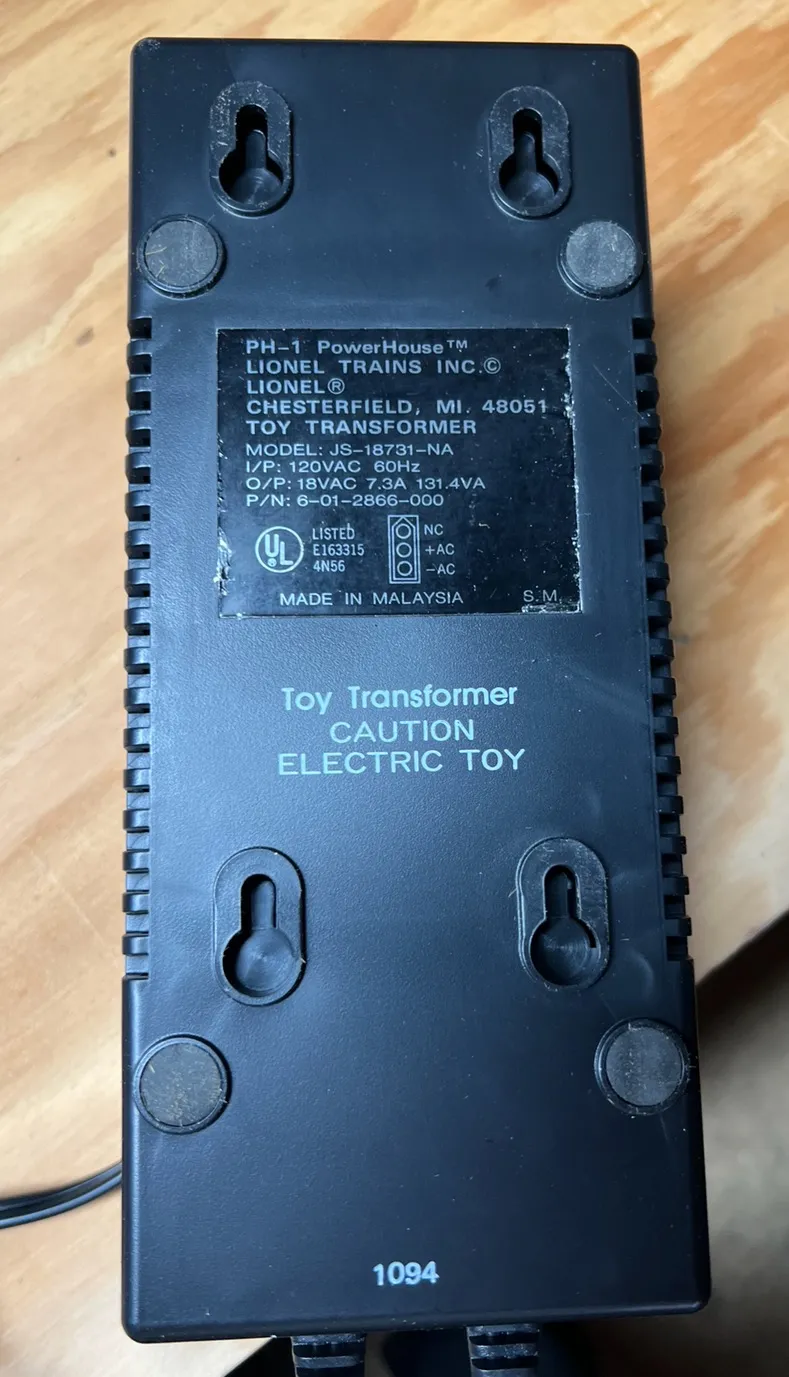 PH-1 PowerHouse™
LIONEL TRAINS INC.©
LIONEL®
CHESTERFIELD, MI. 48051
TOY TRANSFORMER
MODEL: JS-18731-NA
I/P: 120VAC 60Hz
O/P: 18VAC 7.3A 131.4VA
P/N: 6-01-2866-000
UL®
LISTED
E163315
4N56
NC
+AC
-AC
MADE IN MALAYSIA S.M.
Toy Transformer
CAUTION
ELECTRIC TOY
1094